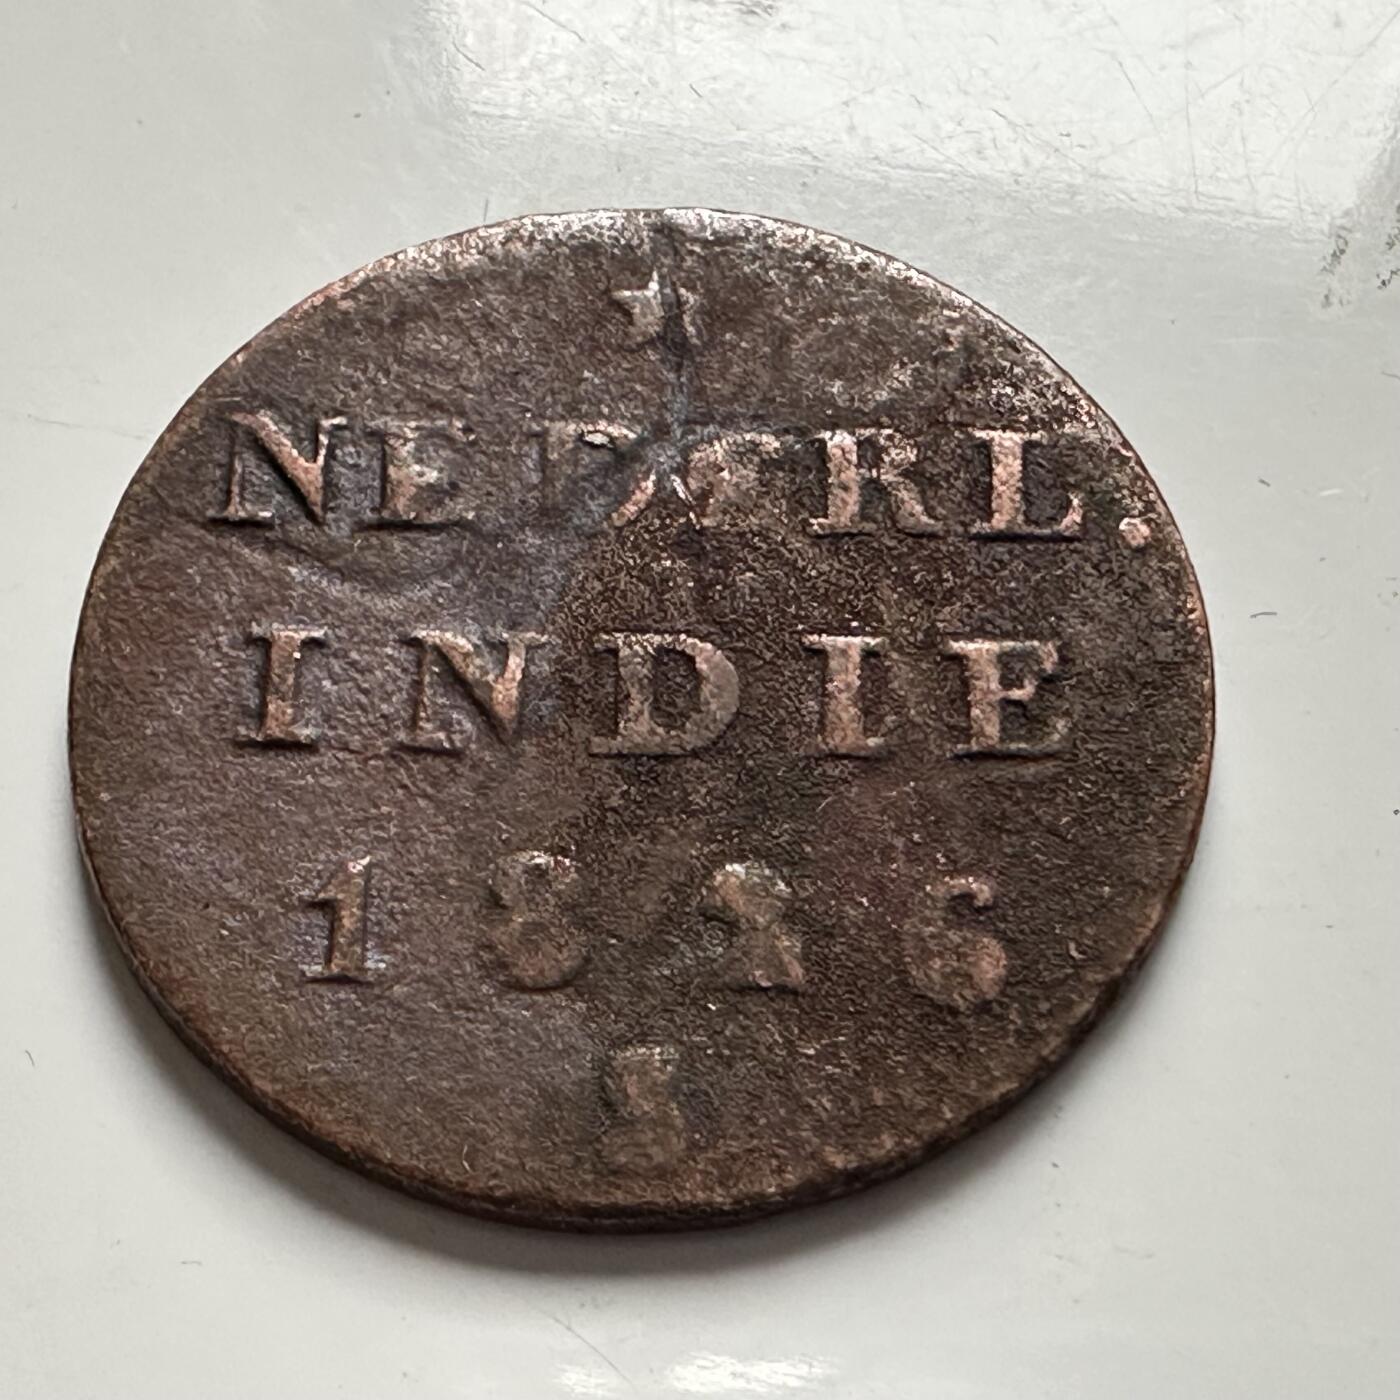 NEDERL.
INDIE
1826
S